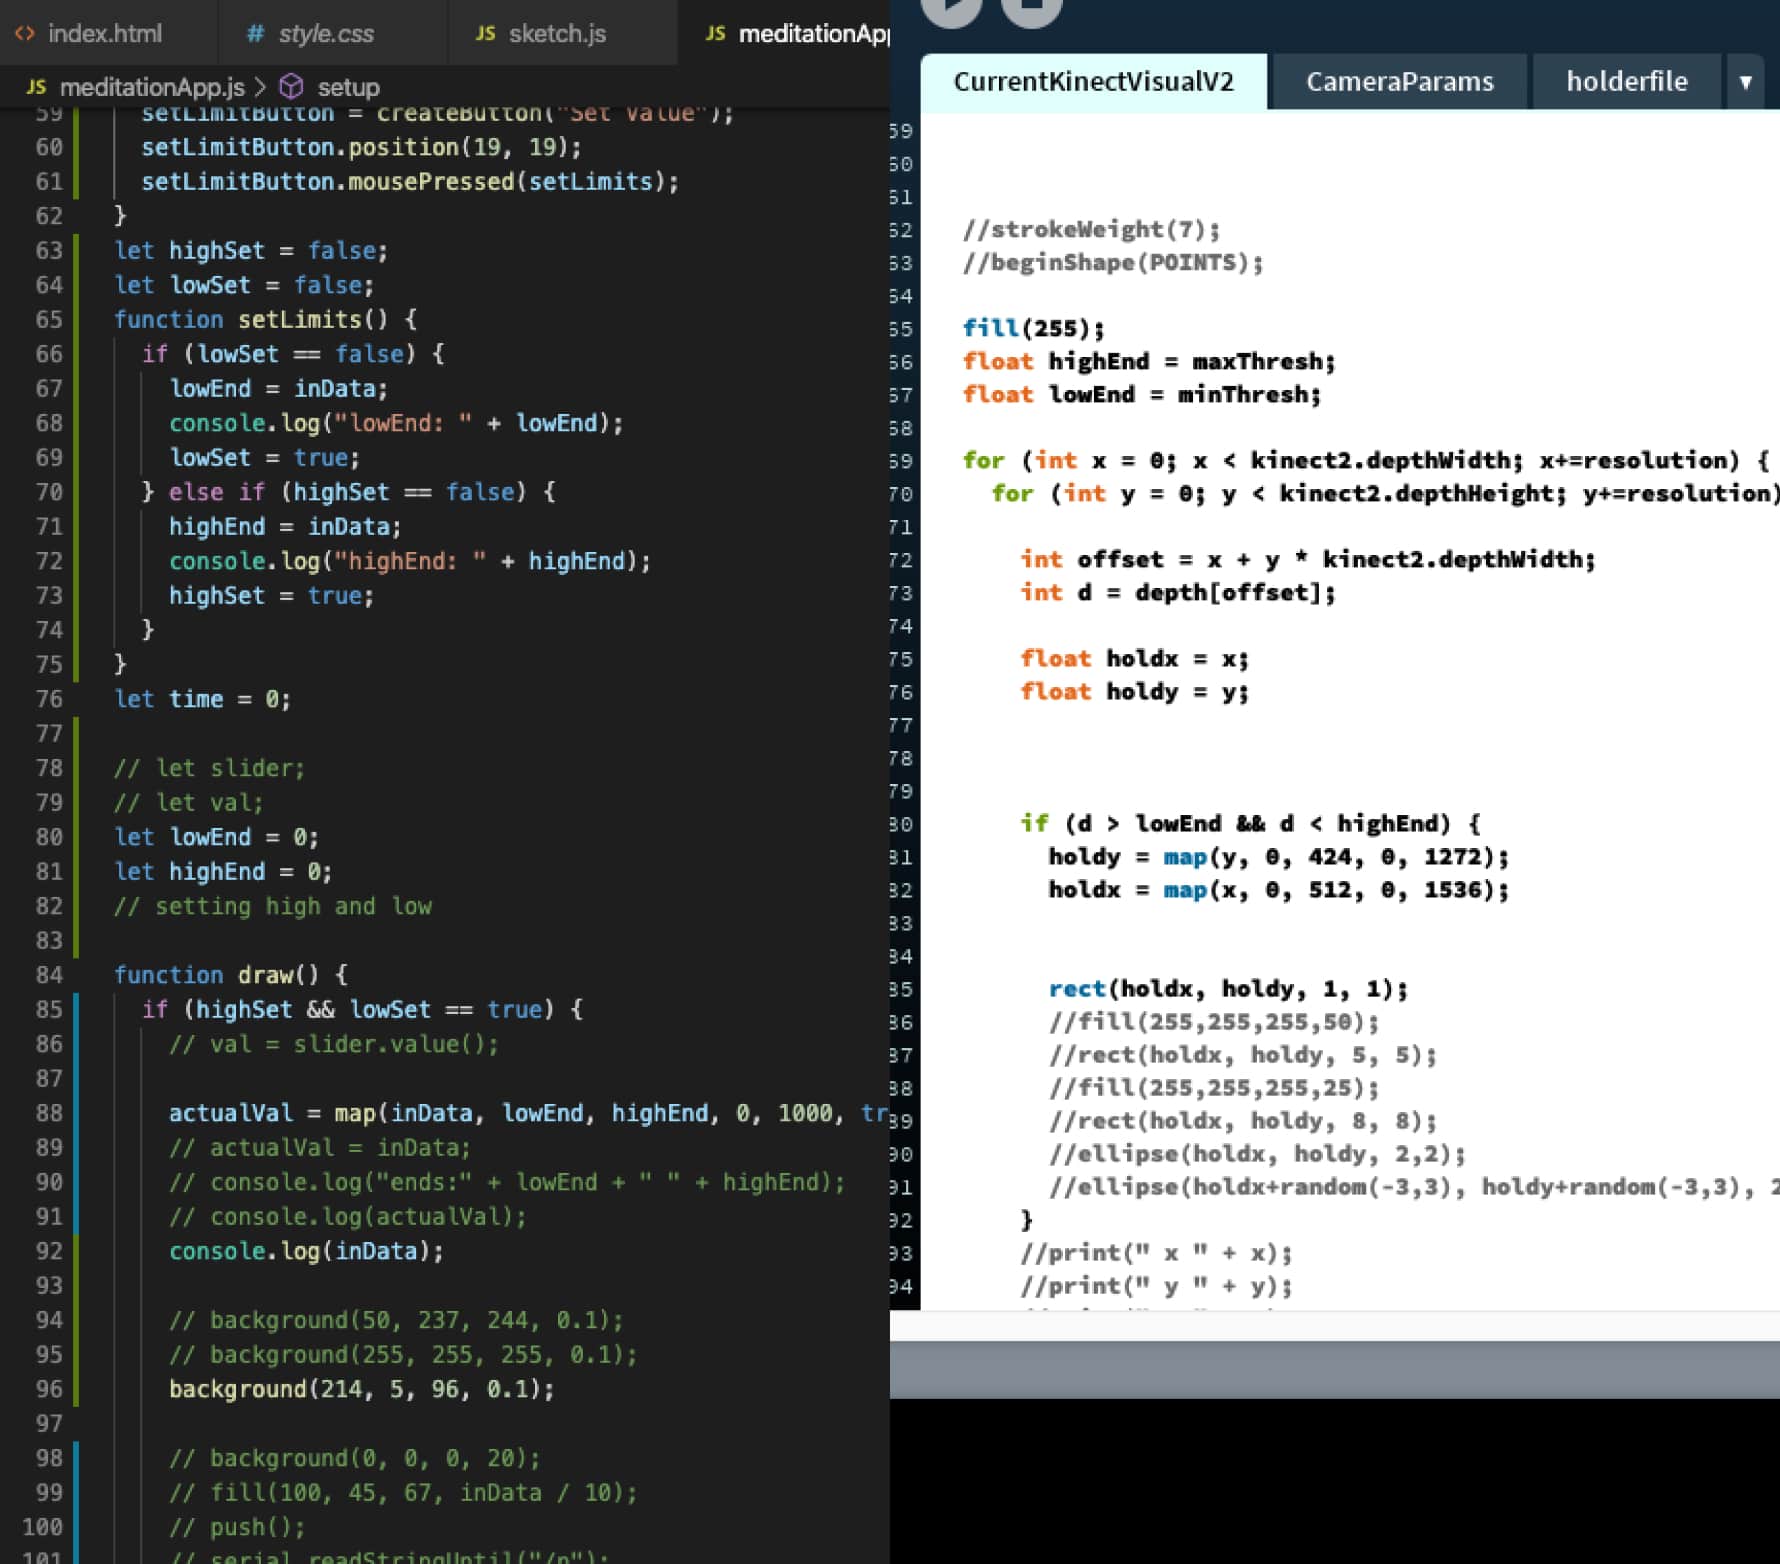 index.html
# style.css
JS sketch.js
JS meditationAp
JS meditationApp.js > setup
59 setLimitButton = createButton("Set Value");
60 setLimitButton.position(19, 19);
61 setLimitButton.mousePressed(setLimits);
62 }
63 let highSet = false;
64 let lowSet = false;
65 function setLimits() {
66 if (lowSet == false) {
67 lowEnd = inData;
68 console.log("lowEnd: " + lowEnd);
69 lowSet = true;
70 } else if (highSet == false) {
71 highEnd = inData;
72 console.log("highEnd: " + highEnd);
73 highSet = true;
74 }
75 }
76 let time = 0;
77
78 // let slider;
79 // let val;
80 let lowEnd = 0;
81 let highEnd = 0;
82 // setting high and low
83
84 function draw() {
85 if (highSet && lowSet == true) {
86 // val = slider.value();
87
88 actualVal = map(inData, lowEnd, highEnd, 0, 1000, tr
89 // actualVal = inData;
90 // console.log("ends:" + lowEnd + " " + highEnd);
91 // console.log(actualVal);
92 console.log(inData);
93
94 // background(50, 237, 244, 0.1);
95 // background(255, 255, 255, 0.1);
96 background(214, 5, 96, 0.1);
97
98 // background(0, 0, 0, 20);
99 // fill(100, 45, 67, inData / 10);
100 // push();
101 // serial.readStringUntil("/n");
CurrentKinectVisualV2
CameraParams
holderfile
▼
59
60
61
62 //strokeWeight(7);
63 //beginShape(POINTS);
64
65 fill(255);
66 float highEnd = maxThresh;
67 float lowEnd = minThresh;
68
69 for (int x = 0; x < kinect2.depthWidth; x+=resolution) {
70 for (int y = 0; y < kinect2.depthHeight; y+=resolution)
71
72 int offset = x + y * kinect2.depthWidth;
73 int d = depth[offset];
74
75 float holdx = x;
76 float holdy = y;
77
78
79
80 if (d > lowEnd && d < highEnd) {
81 holdy = map(y, 0, 424, 0, 1272);
82 holdx = map(x, 0, 512, 0, 1536);
83
84
85 rect(holdx, holdy, 1, 1);
86 //fill(255,255,255,50);
87 //rect(holdx, holdy, 5, 5);
88 //fill(255,255,255,25);
89 //rect(holdx, holdy, 8, 8);
90 //ellipse(holdx, holdy, 2,2);
91 //ellipse(holdx+random(-3,3), holdy+random(-3,3), 2
92 }
93 //print(" x " + x);
94 //print(" y " + y);